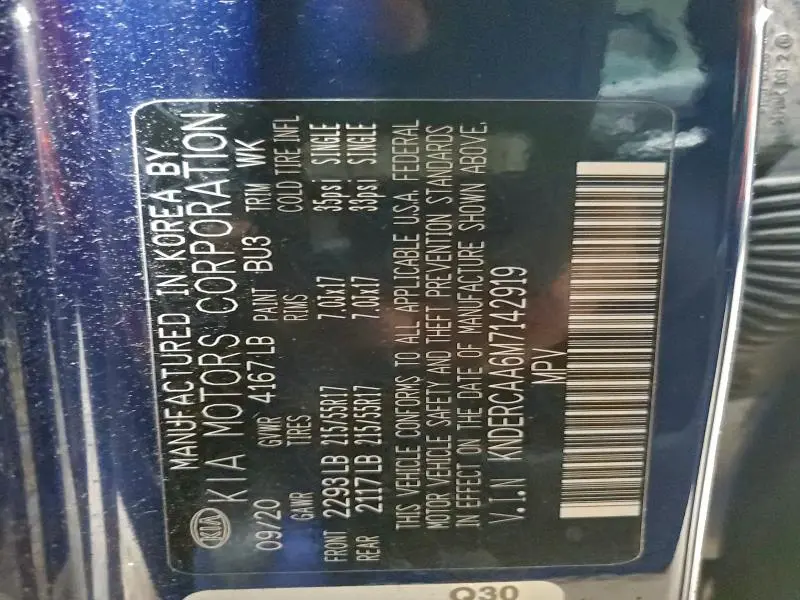 MANUFACTURED IN KOREA BY
KIA KIA MOTORS CORPORATION
09/20 GVWR 4167LB PAINT BU3 TRIM WK
GAWR TIRES RIMS COLD TIRE INFL
FRONT 2293LB 215/55R17 7.0Jx17 35psi SINGLE
REAR 2117LB 215/55R17 7.0Jx17 33psi SINGLE
THIS VEHICLE CONFORMS TO ALL APPLICABLE U.S.A. FEDERAL
MOTOR VEHICLE SAFETY AND THEFT PREVENTION STANDARDS
IN EFFECT ON THE DATE OF MANUFACTURE SHOWN ABOVE.
V.I.N KNDERCAA6M7142919
MPV
Q30